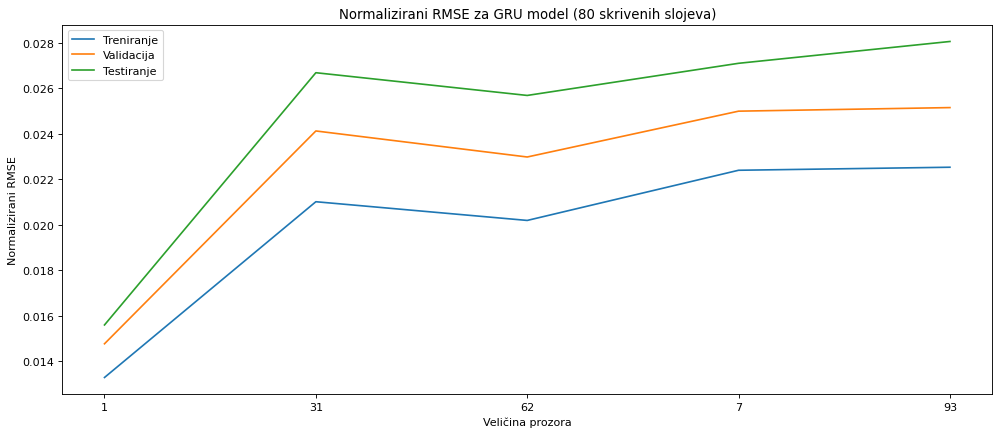 Normalizirani RMSE za GRU model (80 skrivenih slojeva)
Treniranje
Validacija
Testiranje
Normalizirani RMSE
0.028
0.026
0.024
0.022
0.020
0.018
0.016
0.014
1 31 62 7 93
Veličina prozora